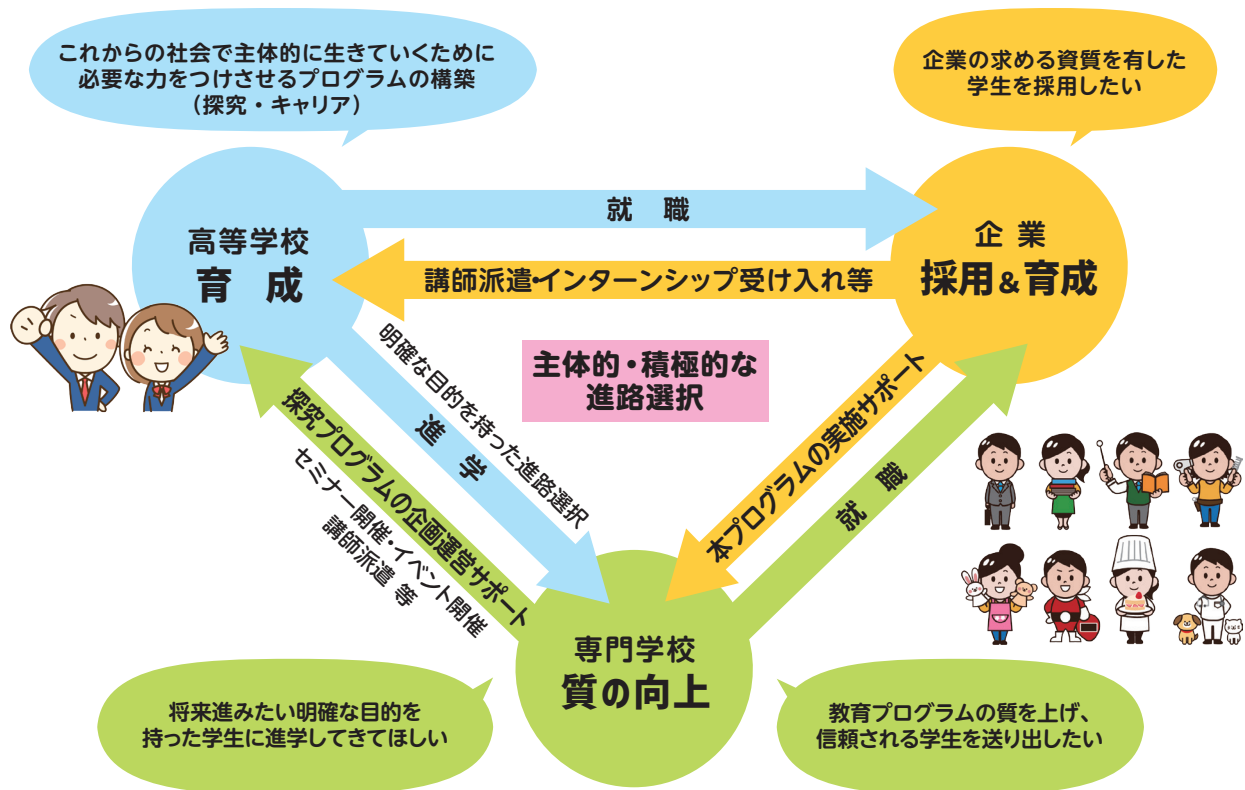 これからの社会で主体的に生きていくために
必要な力をつけさせるプログラムの構築
（探究・キャリア）
企業の求める資質を有した
学生を採用したい
高等学校
育 成
就 職
企 業
採用&育成
講師派遣・インターンシップ受け入れ等
主体的・積極的な
進路選択
明確な目的を持った進路選択
進 学
探究プログラムの企画運営サポート
セミナー開催・イベント開催
講師派遣 等
本プログラムの実施サポート
就 職
専門学校
質の向上
将来進みたい明確な目的を
持った学生に進学してきてほしい
教育プログラムの質を上げ、
信頼される学生を送り出したい